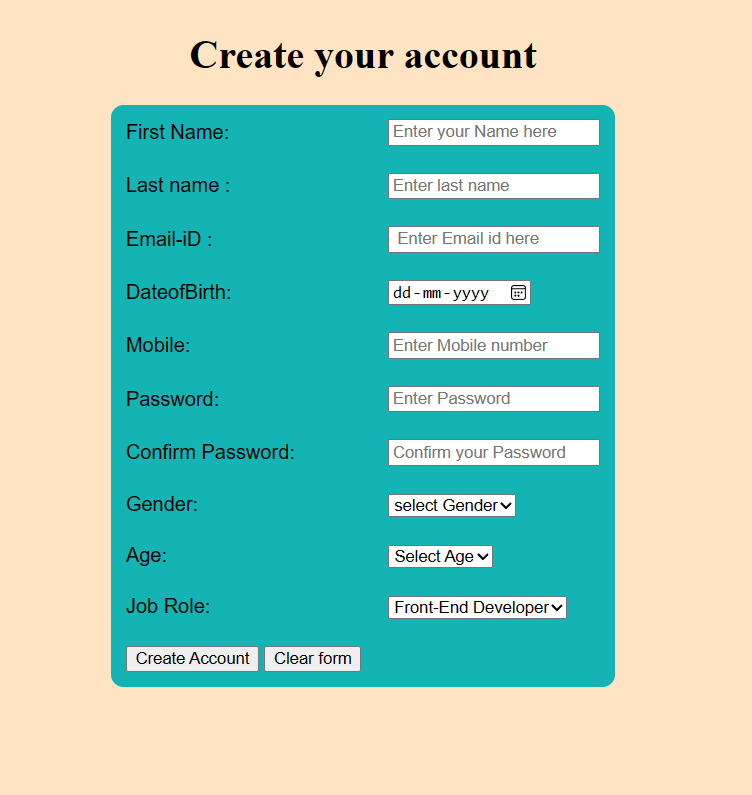 Create your account
First Name: Enter your Name here
Last name : Enter last name
Email-iD : Enter Email id here
DateofBirth: dd-mm-yyyy
Mobile: Enter Mobile number
Password: Enter Password
Confirm Password: Confirm your Password
Gender: select Gender
Age: Select Age
Job Role: Front-End Developer
Create Account Clear form